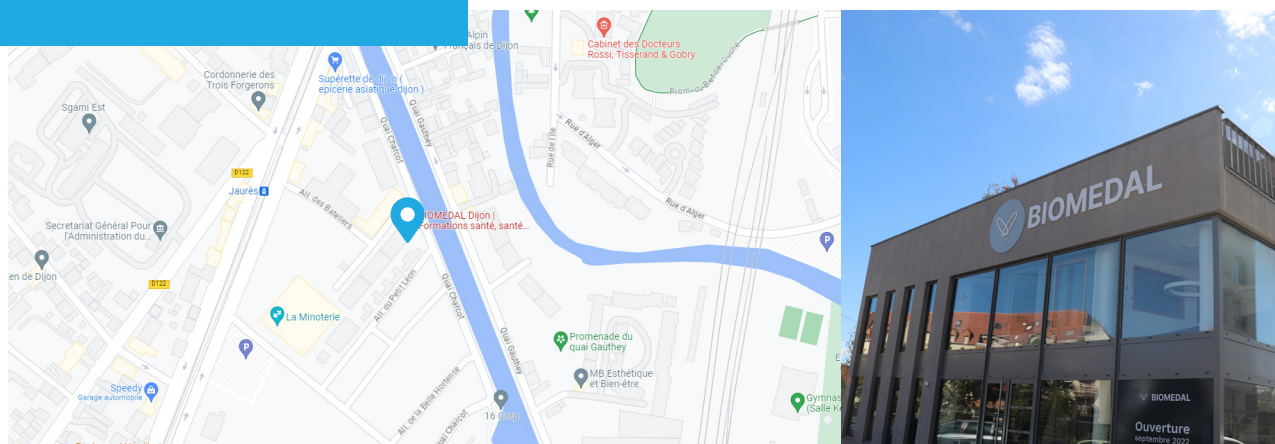 Alpin
Français de Dijon
Cabinet des Docteurs
Rossi, Tisserand & Gobry
Cordonnerie des
Trois Forgerons
Supérette de dijon (
epicerie asiatique dijon )
Sgami Est
Quai Gauthey
Quai Charcot
Rue de l'Ile
Rue d'Alger
D122
Jaurès
All. des Bateliers
Rue d'Alger
BIOMEDAL Dijon |
Formations santé, santé...
Secretariat Général Pour
l'Administration du...
P
en de Dijon
D122
All. du Petit Léon
Quai Charcot
La Minoterie
P
Quai Gauthey
Promenade du
quai Gauthey
MB Esthétique
et Bien-être
Speedy
Garage automobile
All. de la Belle Hortense
Quai Charcot
16 Corp
Gymnas
(Salle Ke
BIOMEDAL
BIOMEDAL
Ouverture
septembre 2022